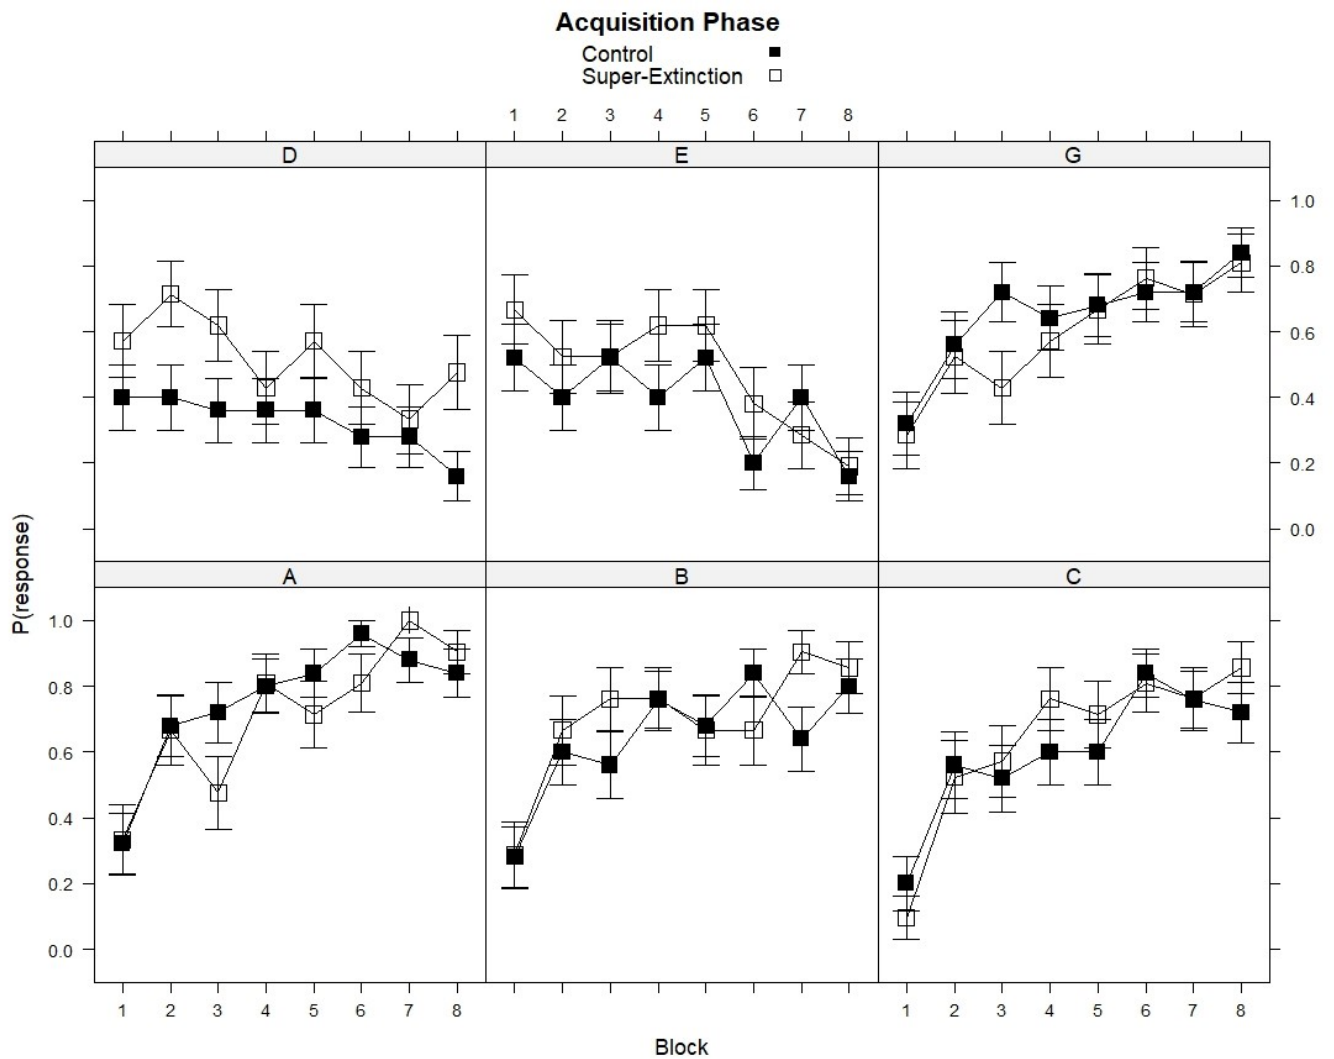 Acquisition Phase
Control
Super-Extinction
1 2 3 4 5 6 7 8
D E G
1.0
0.8
0.6
0.4
0.2
0.0
P(response)
A B C
1.0
0.8
0.6
0.4
0.2
0.0
1 2 3 4 5 6 7 8 1 2 3 4 5 6 7 8
Block